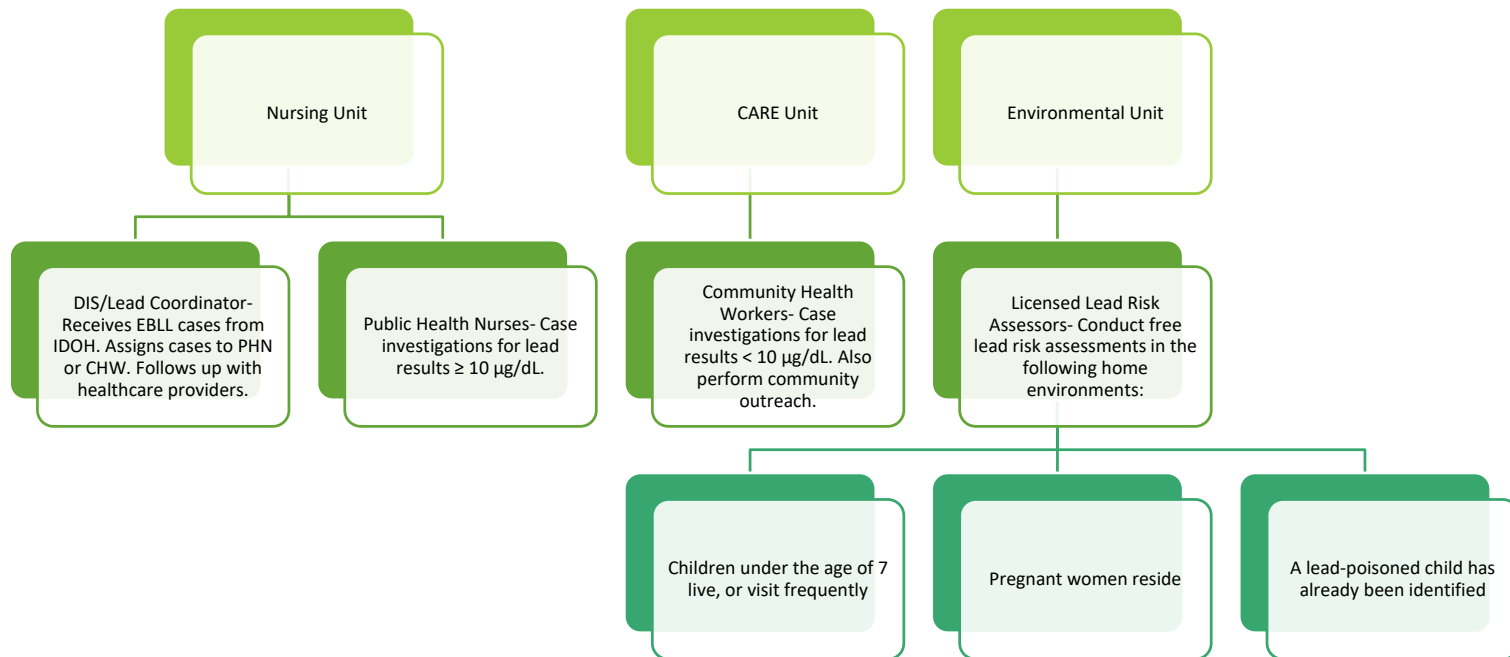 Nursing Unit
CARE Unit
Environmental Unit
DIS/Lead Coordinator-
Receives EBLL cases from
IDOH. Assigns cases to PHN
or CHW. Follows up with
healthcare providers.
Public Health Nurses- Case
investigations for lead
results ≥ 10 µg/dL.
Community Health
Workers- Case
investigations for lead
results < 10 µg/dL. Also
perform community
outreach.
Licensed Lead Risk
Assessors- Conduct free
lead risk assessments in the
following home
environments:
Children under the age of 7
live, or visit frequently
Pregnant women reside
A lead-poisoned child has
already been identified